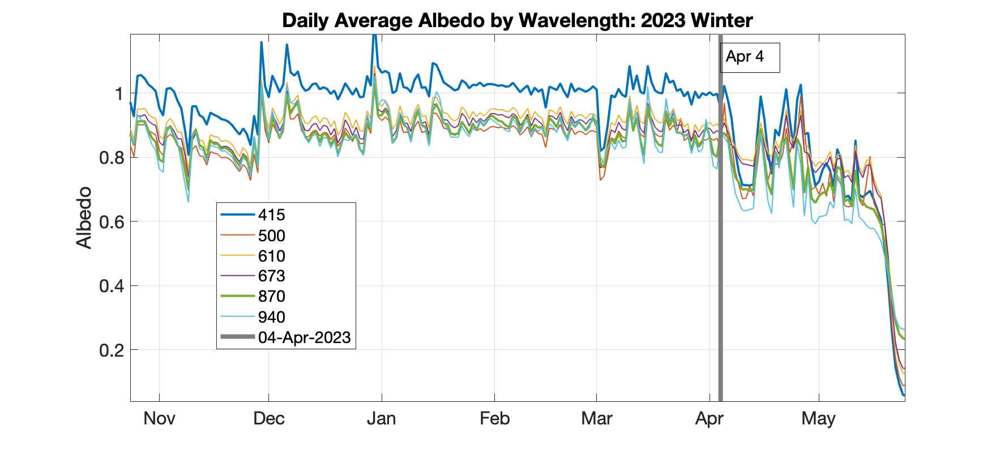 Daily Average Albedo by Wavelength: 2023 Winter
Apr 4
1
0.8
0.6
0.4
0.2
Albedo
415
500
610
673
870
940
04-Apr-2023
Nov Dec Jan Feb Mar Apr May